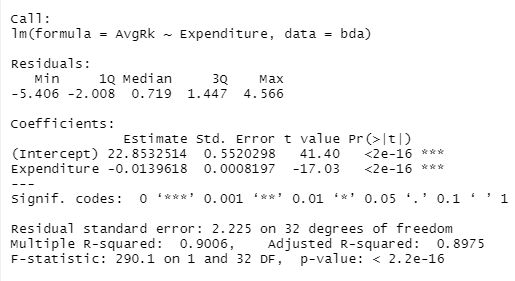 Call:
lm(formula = AvgRk ~ Expenditure, data = bda)
Residuals:
Min 1Q Median 3Q Max
-5.406 -2.008 0.719 1.447 4.566
Coefficients:
Estimate Std. Error t value Pr(>|t|)
(Intercept) 22.8532514 0.5520298 41.40 <2e-16 ***
Expenditure -0.0139618 0.0008197 -17.03 <2e-16 ***
---
Signif. codes: 0 ‘***’ 0.001 ‘**’ 0.01 ‘*’ 0.05 ‘.’ 0.1 ‘ ’ 1
Residual standard error: 2.225 on 32 degrees of freedom
Multiple R-squared: 0.9006, Adjusted R-squared: 0.8975
F-statistic: 290.1 on 1 and 32 DF, p-value: < 2.2e-16